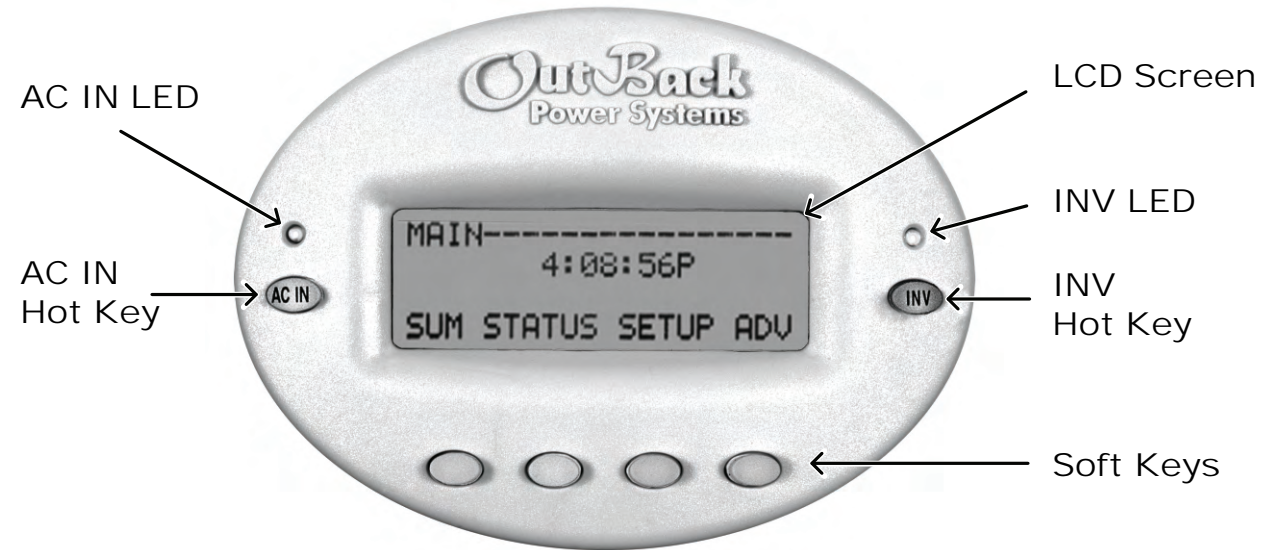 OutBack
Power Systems
AC IN LED
LCD Screen
MAIN-----------------
4:08:56P
SUM STATUS SETUP ADV
INV LED
AC IN
Hot Key
AC IN
INV
INV
Hot Key
Soft Keys